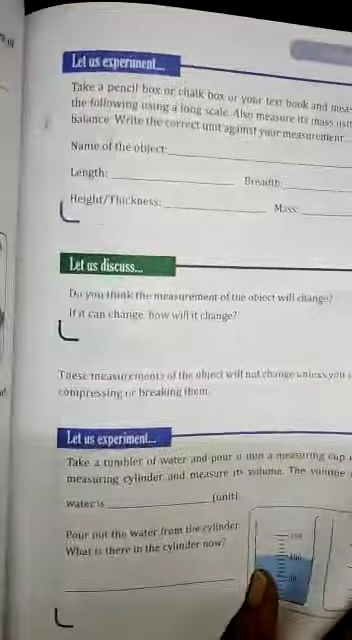 Let us experiment...
Take a pencil box or chalk box or your text book and
the following using a long scale. Also measure its mass
balance. Write the correct unit against your measurement
Name of the object:
Length: Breadth:
Height/Thickness: Mass:
Let us discuss...
Do you think the measurement of the object will change?
If it can change, how will it change?
These measurements of the object will not change unless you
compressing or breaking them.
Let us experiment...
Take a tumbler of water and pour it into a measuring cup
measuring cylinder and measure its volume. The volume
water is (unit)
Pour out the water from the cylinder
What is there in the cylinder now?
150
100
50